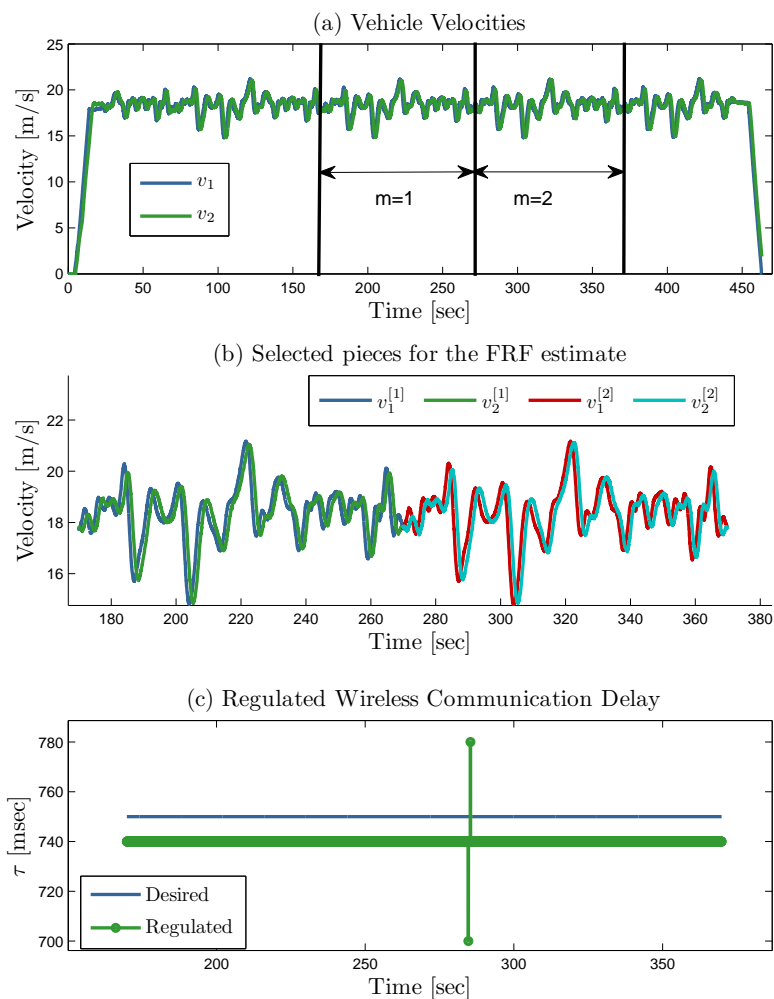 (a) Vehicle Velocities
25
20
15
10
5
0
Velocity [m/s]
v₁
v₂
m=1
m=2
0 50 100 150 200 250 300 350 400 450
Time [sec]
(b) Selected pieces for the FRF estimate
v₁^[1] v₂^[1] v₁^[2] v₂^[2]
22
20
18
16
Velocity [m/s]
180 200 220 240 260 280 300 320 340 360 380
Time [sec]
(c) Regulated Wireless Communication Delay
780
760
740
720
700
τ [msec]
Desired
Regulated
200 250 300 350
Time [sec]